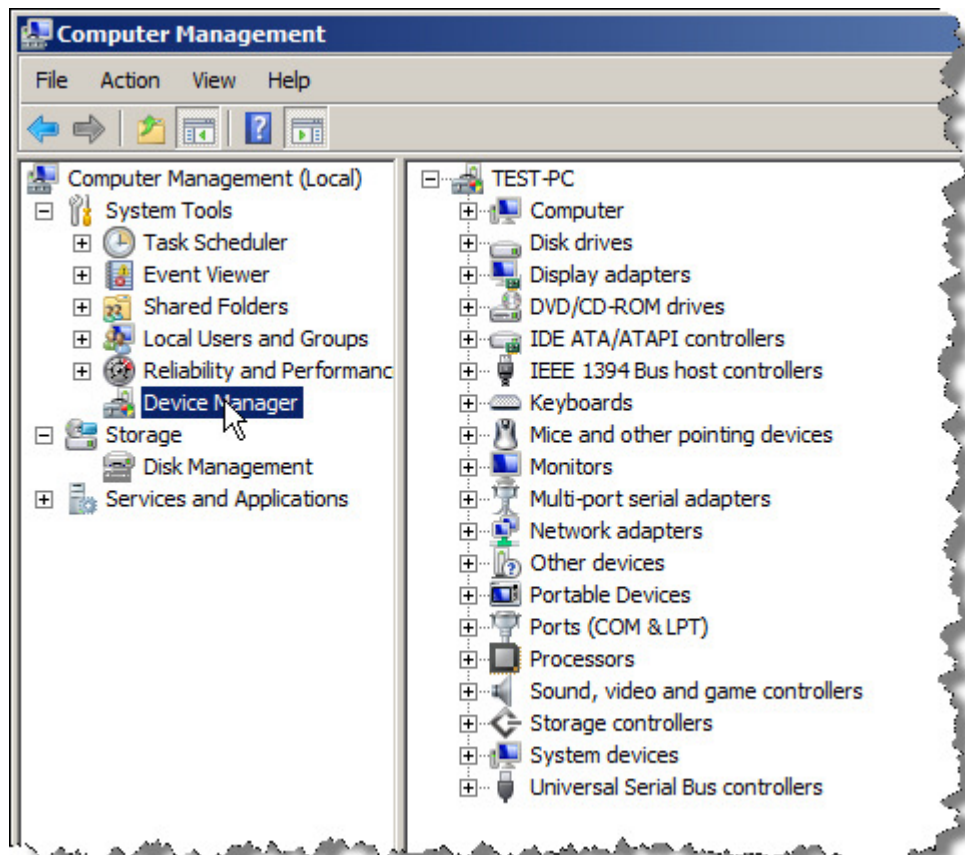 Computer Management
File Action View Help
Computer Management (Local)
System Tools
Task Scheduler
Event Viewer
Shared Folders
Local Users and Groups
Reliability and Performanc
Device Manager
Storage
Disk Management
Services and Applications
TEST-PC
Computer
Disk drives
Display adapters
DVD/CD-ROM drives
IDE ATA/ATAPI controllers
IEEE 1394 Bus host controllers
Keyboards
Mice and other pointing devices
Monitors
Multi-port serial adapters
Network adapters
Other devices
Portable Devices
Ports (COM & LPT)
Processors
Sound, video and game controllers
Storage controllers
System devices
Universal Serial Bus controllers